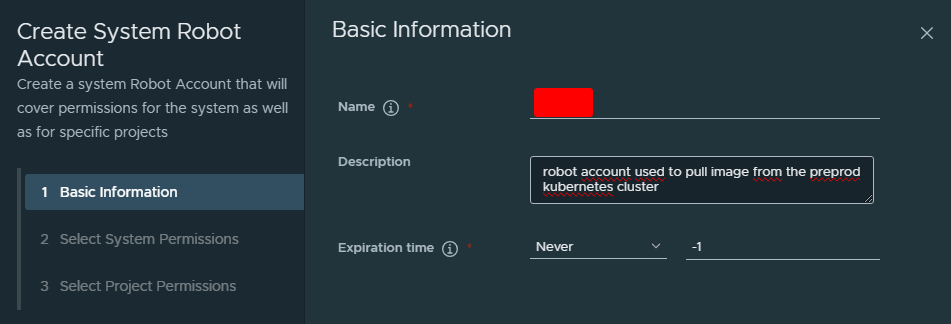 Create System Robot
Account
Create a system Robot Account that will
cover permissions for the system as well
as for specific projects
1 Basic Information
2 Select System Permissions
3 Select Project Permissions
Basic Information
Name *
Description
robot account used to pull image from the preprod
kubernetes cluster
Expiration time *
Never
-1